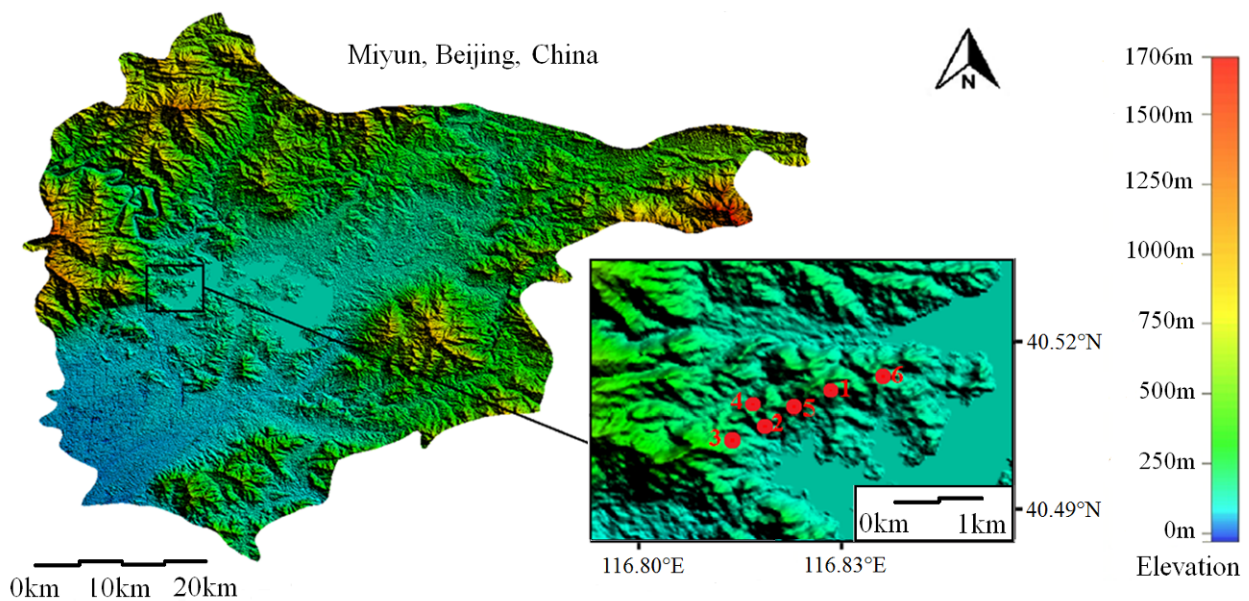 Miyun, Beijing, China
N
1706m
1500m
1250m
1000m
750m
500m
250m
0m
Elevation
40.52°N
40.49°N
6
1
4
5
2
3
0km 1km
116.80°E 116.83°E
0km 10km 20km